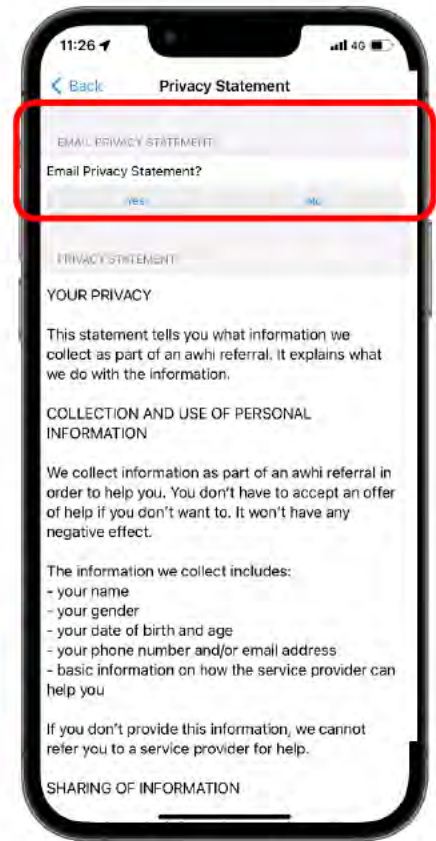 11:26
4G
Back
Privacy Statement
EMAIL PRIVACY STATEMENT
Email Privacy Statement?
Yes
No
PRIVACY STATEMENT
YOUR PRIVACY
This statement tells you what information we
collect as part of an awhi referral. It explains what
we do with the information.
COLLECTION AND USE OF PERSONAL
INFORMATION
We collect information as part of an awhi referral in
order to help you. You don't have to accept an offer
of help if you don't want to. It won't have any
negative effect.
The information we collect includes:
- your name
- your gender
- your date of birth and age
- your phone number and/or email address
- basic information on how the service provider can
help you
If you don't provide this information, we cannot
refer you to a service provider for help.
SHARING OF INFORMATION